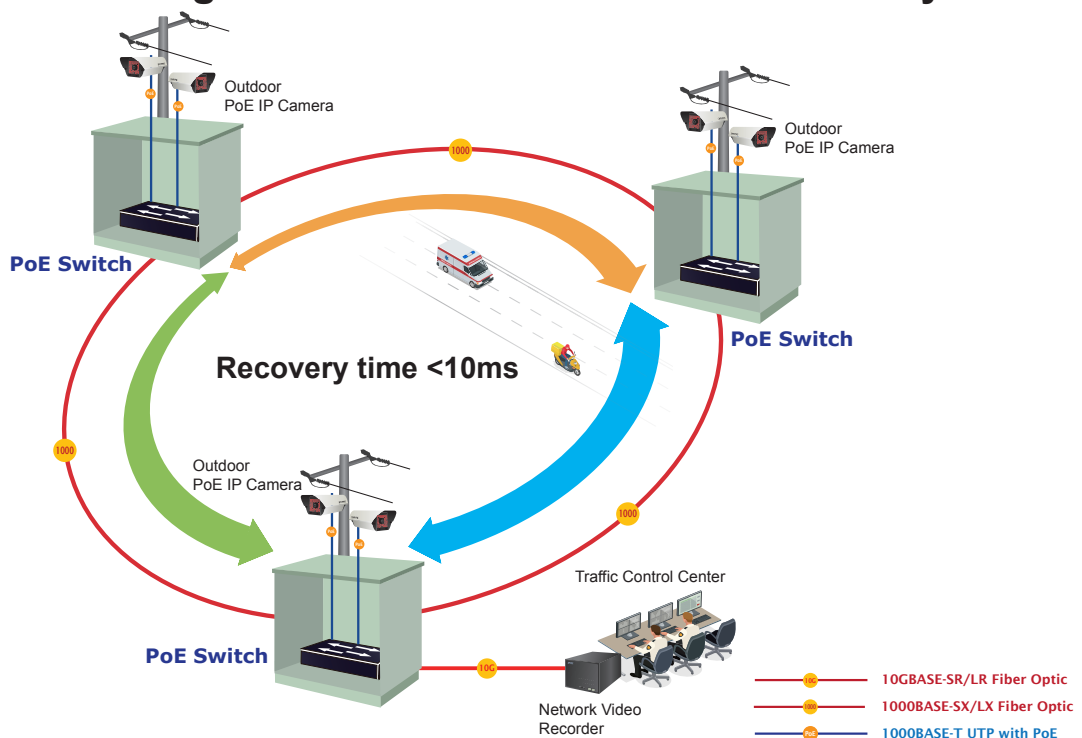 Outdoor
PoE IP Camera
Outdoor
PoE IP Camera
1000
PoE Switch
PoE Switch
Recovery time <10ms
1000
Outdoor
PoE IP Camera
1000
PoE Switch
Traffic Control Center
10G
Network Video
Recorder
10G 10GBASE-SR/LR Fiber Optic
1000 1000BASE-SX/LX Fiber Optic
PoE 1000BASE-T UTP with PoE